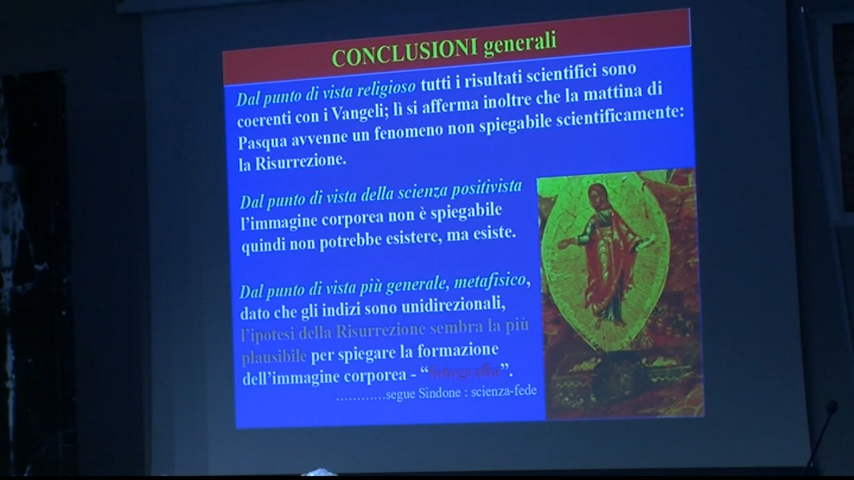 CONCLUSIONI generali
Dal punto di vista religioso tutti i risultati scientifici sono
coerenti con i Vangeli; lì si afferma inoltre che la mattina di
Pasqua avvenne un fenomeno non spiegabile scientificamente:
la Risurrezione.
Dal punto di vista della scienza positivista
l'immagine corporea non è spiegabile
quindi non potrebbe esistere, ma esiste.
Dal punto di vista più generale, metafisico,
dato che gli indizi sono unidirezionali,
l'ipotesi della Risurrezione sembra la più
plausibile per spiegare la formazione
dell'immagine corporea - “ ”.
…………segue Sindone : scienza-fede